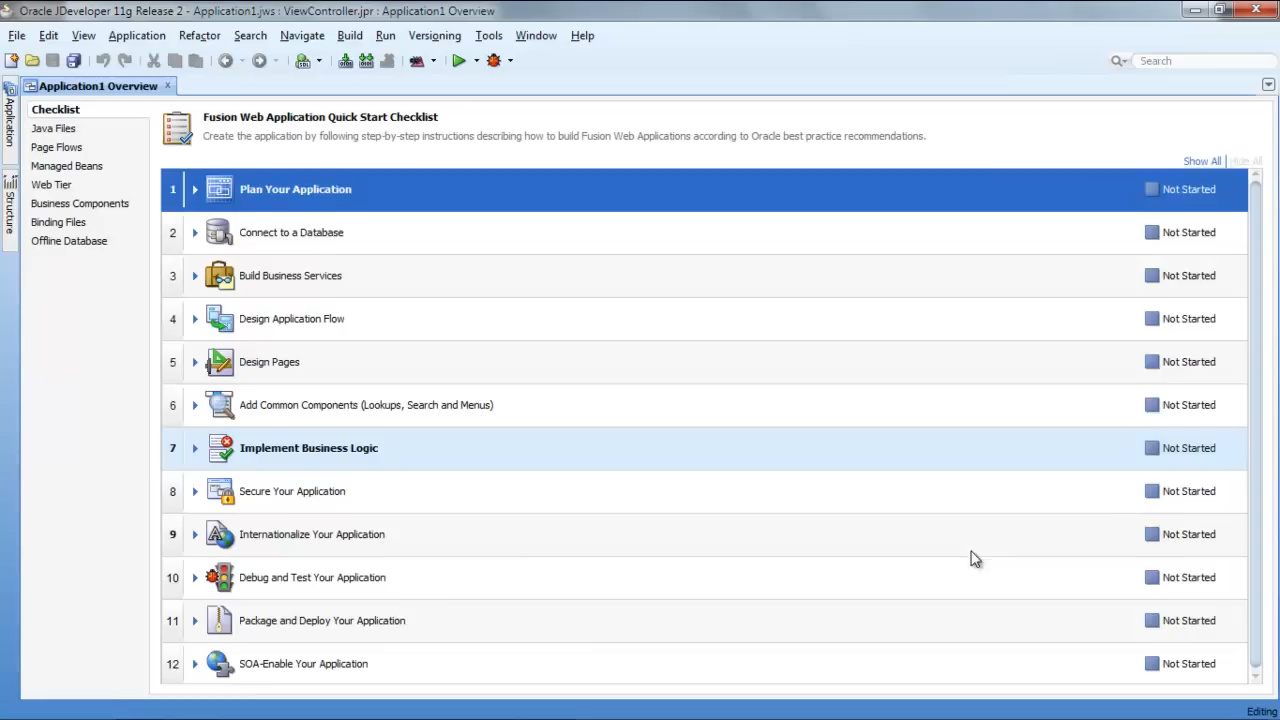 Oracle JDeveloper 11g Release 2 - Application1.jws : ViewController.jpr : Application1 Overview
File Edit View Application Refactor Search Navigate Build Run Versioning Tools Window Help
Search
Application1 Overview
Application
Structure
Checklist
Java Files
Page Flows
Managed Beans
Web Tier
Business Components
Binding Files
Offline Database
Fusion Web Application Quick Start Checklist
Create the application by following step-by-step instructions describing how to build Fusion Web Applications according to Oracle best practice recommendations.
Show All | Hide All
1 Plan Your Application Not Started
2 Connect to a Database Not Started
3 Build Business Services Not Started
4 Design Application Flow Not Started
5 Design Pages Not Started
6 Add Common Components (Lookups, Search and Menus) Not Started
7 Implement Business Logic Not Started
8 Secure Your Application Not Started
9 Internationalize Your Application Not Started
10 Debug and Test Your Application Not Started
11 Package and Deploy Your Application Not Started
12 SOA-Enable Your Application Not Started
Editing